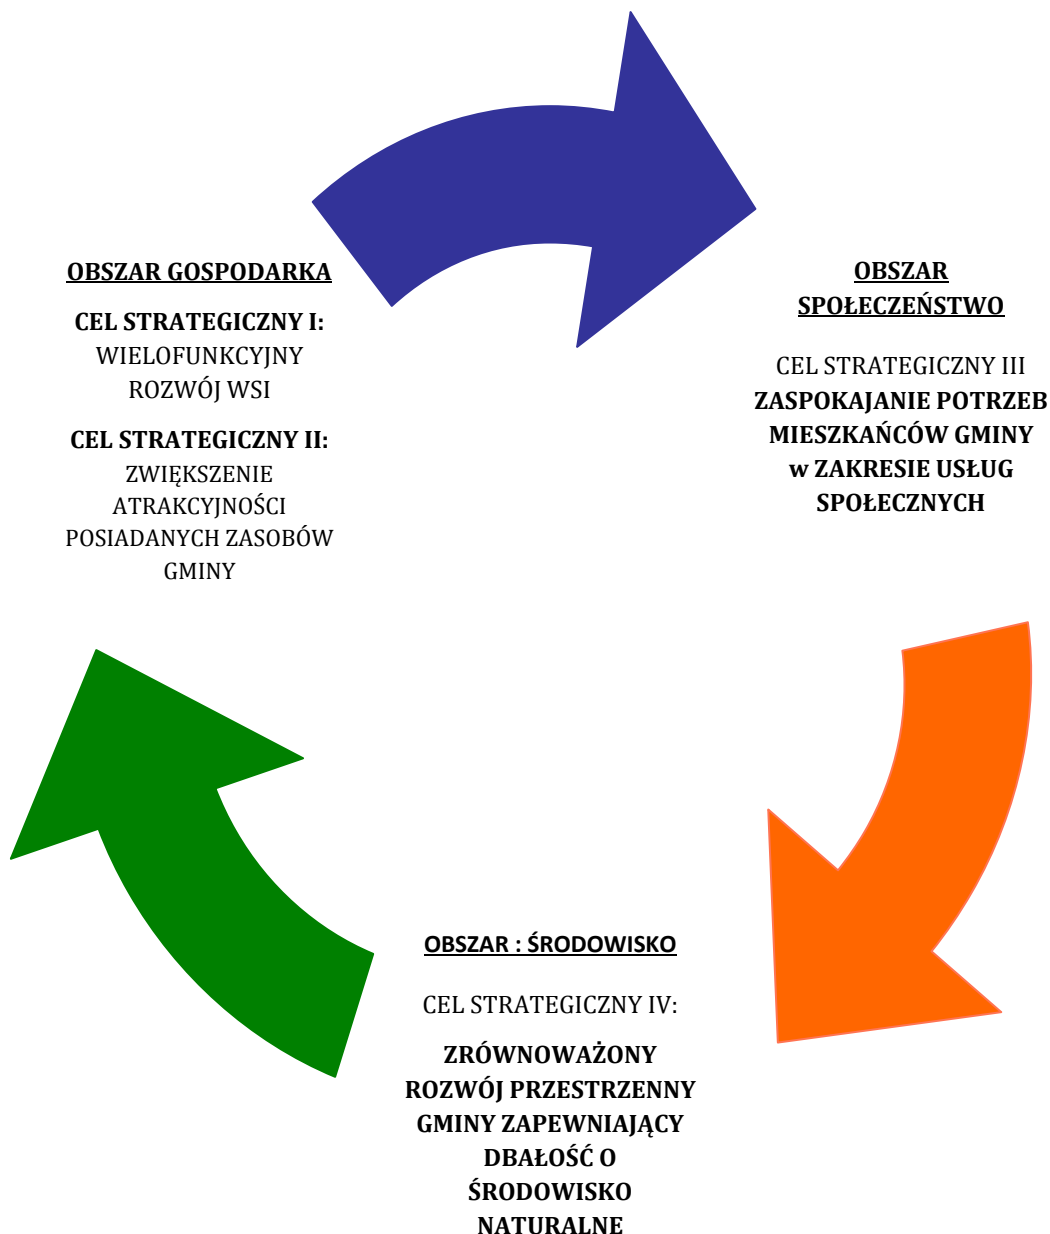 OBSZAR GOSPODARKA
CEL STRATEGICZNY I:
WIELOFUNKCYJNY
ROZWÓJ WSI
CEL STRATEGICZNY II:
ZWIĘKSZENIE
ATRAKCYJNOŚCI
POSIADANYCH ZASOBÓW
GMINY
OBSZAR
SPOŁECZEŃSTWO
CEL STRATEGICZNY III
ZASPOKAJANIE POTRZEB
MIESZKAŃCÓW GMINY
w ZAKRESIE USŁUG
SPOŁECZNYCH
OBSZAR : ŚRODOWISKO
CEL STRATEGICZNY IV:
ZRÓWNOWAŻONY
ROZWÓJ PRZESTRZENNY
GMINY ZAPEWNIAJĄCY
DBAŁOŚĆ O
ŚRODOWISKO
NATURALNE